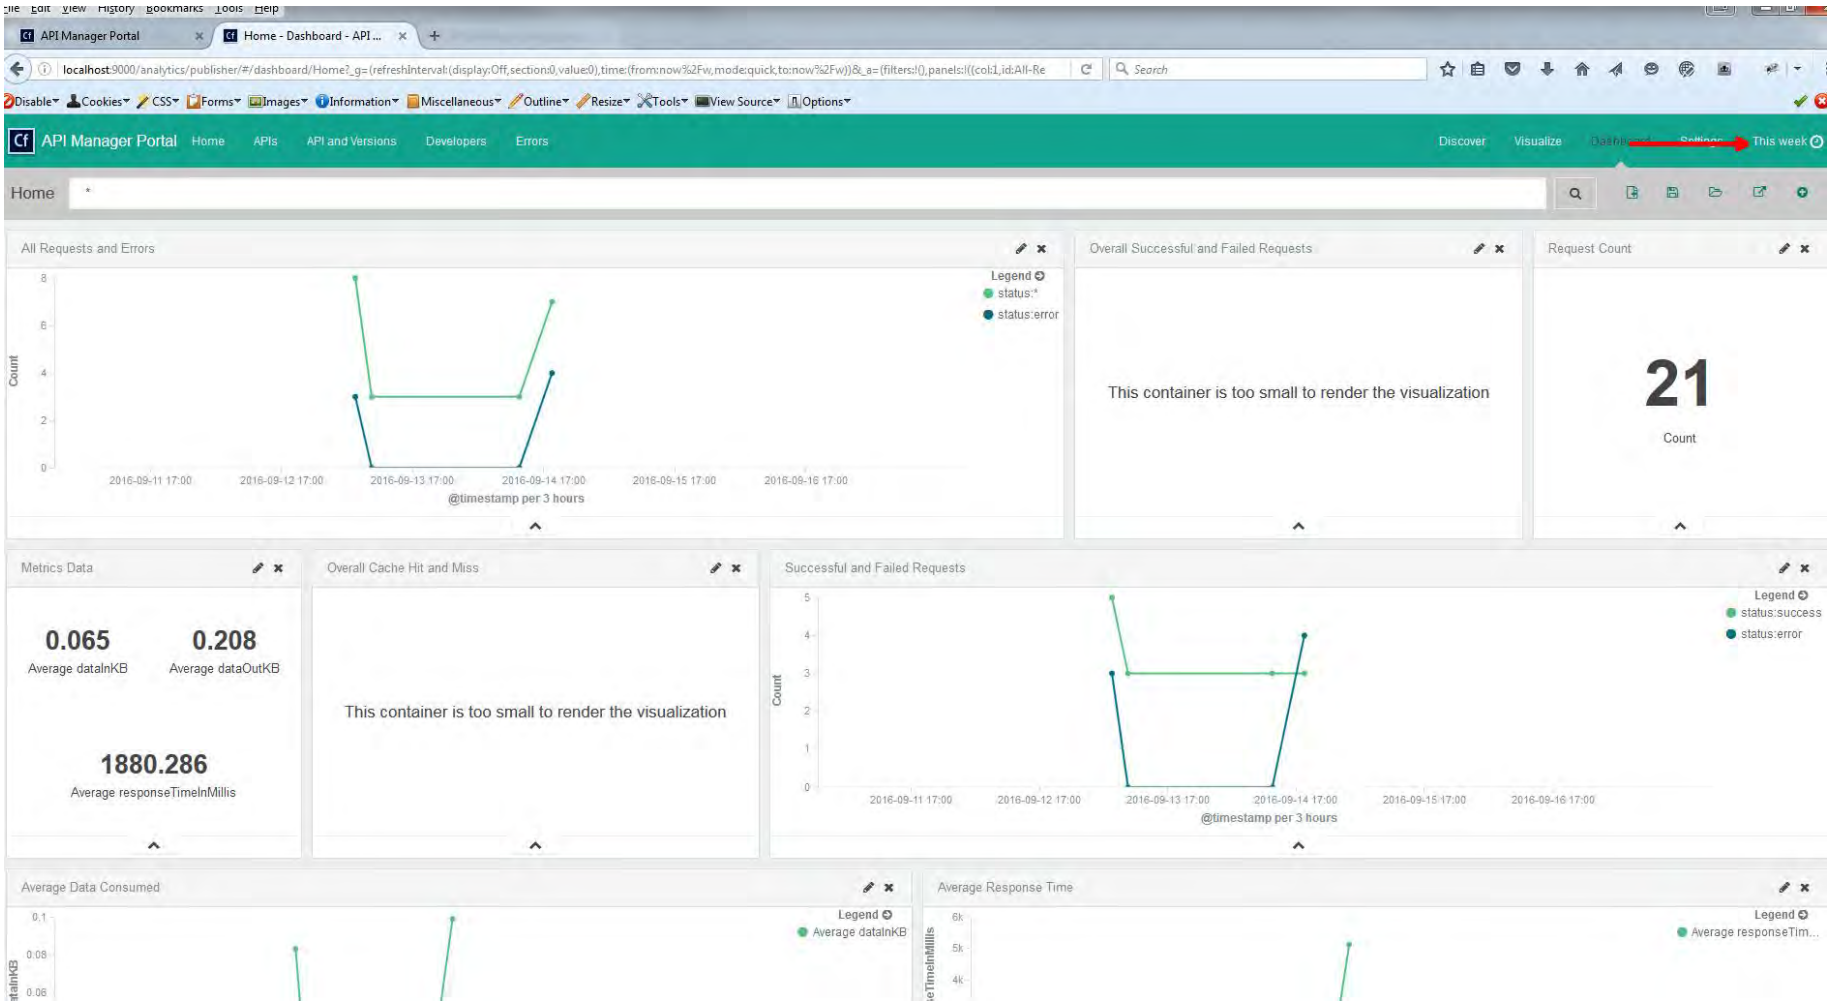 File Edit View History Bookmarks Tools Help
API Manager Portal × Home - Dashboard - API ... × +
localhost:9000/analytics/publisher/#/dashboard/Home?_g=(refreshInterval:(display:Off,section:0,value:0),time:(from:now%2Fw,mode:quick,to:now%2Fw))&_a=(filters:!(),panels:!((col:1,id:All-Re Search
Disable Cookies CSS Forms Images Information Miscellaneous Outline Resize Tools View Source Options
Cf API Manager Portal Home APIs API and Versions Developers Errors Discover Visualize Dashboard Settings This week
Home *
All Requests and Errors
Legend
status:*
status:error
8
6
4
2
0
Count
2016-09-11 17:00 2016-09-12 17:00 2016-09-13 17:00 2016-09-14 17:00 2016-09-15 17:00 2016-09-16 17:00
@timestamp per 3 hours
Overall Successful and Failed Requests
This container is too small to render the visualization
Request Count
21
Count
Metrics Data
0.065 0.208
Average dataInKB Average dataOutKB
1880.286
Average responseTimeInMillis
Overall Cache Hit and Miss
This container is too small to render the visualization
Successful and Failed Requests
Legend
status:success
status:error
5
4
3
2
1
0
Count
2016-09-11 17:00 2016-09-12 17:00 2016-09-13 17:00 2016-09-14 17:00 2016-09-15 17:00 2016-09-16 17:00
@timestamp per 3 hours
Average Data Consumed
Legend
Average dataInKB
0.1
0.08
0.06
Average Response Time
Legend
Average responseTim...
6k
5k
4k